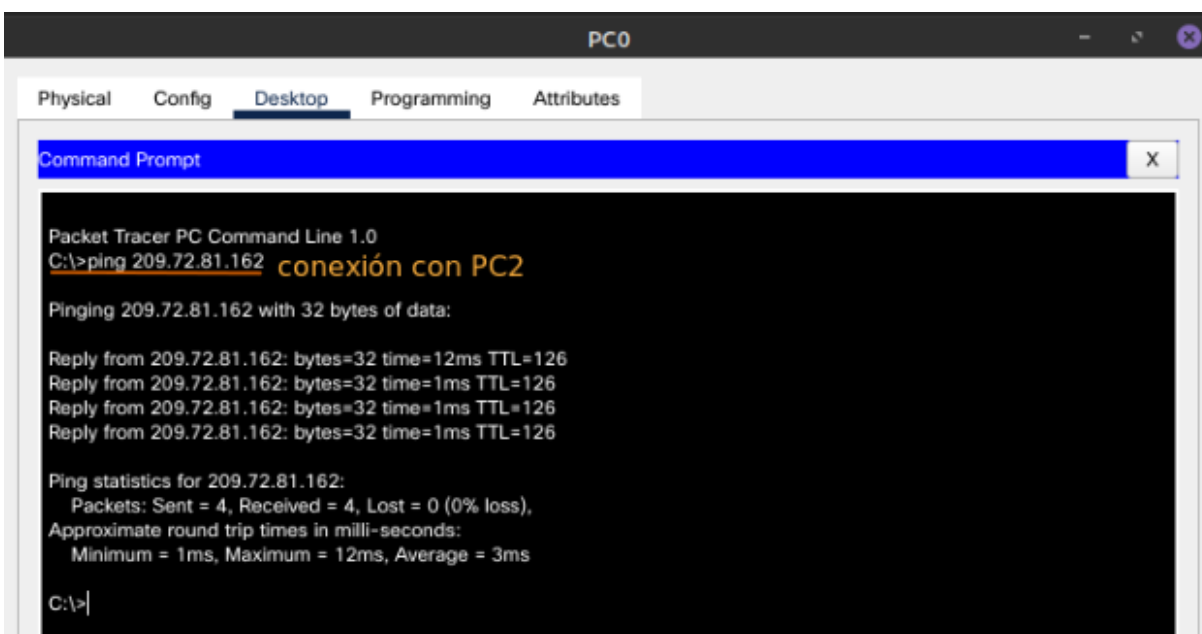 PC0
Physical Config Desktop Programming Attributes
Command Prompt X
Packet Tracer PC Command Line 1.0
C:\>ping 209.72.81.162 conexión con PC2
Pinging 209.72.81.162 with 32 bytes of data:
Reply from 209.72.81.162: bytes=32 time=12ms TTL=126
Reply from 209.72.81.162: bytes=32 time=1ms TTL=126
Reply from 209.72.81.162: bytes=32 time=1ms TTL=126
Reply from 209.72.81.162: bytes=32 time=1ms TTL=126
Ping statistics for 209.72.81.162:
Packets: Sent = 4, Received = 4, Lost = 0 (0% loss),
Approximate round trip times in milli-seconds:
Minimum = 1ms, Maximum = 12ms, Average = 3ms
C:\>